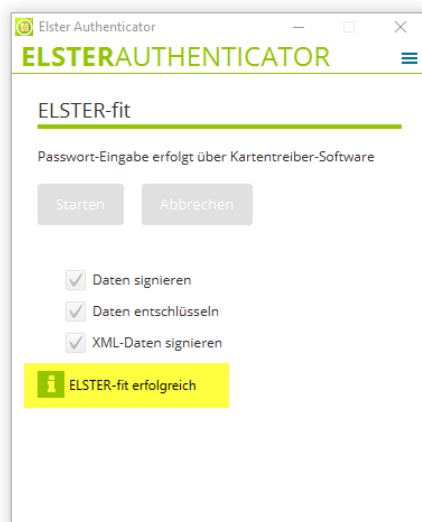 Elster Authenticator
ELSTERAUTHENTICATOR
ELSTER-fit
Passwort-Eingabe erfolgt über Kartentreiber-Software
Starten Abbrechen
Daten signieren
Daten entschlüsseln
XML-Daten signieren
ELSTER-fit erfolgreich